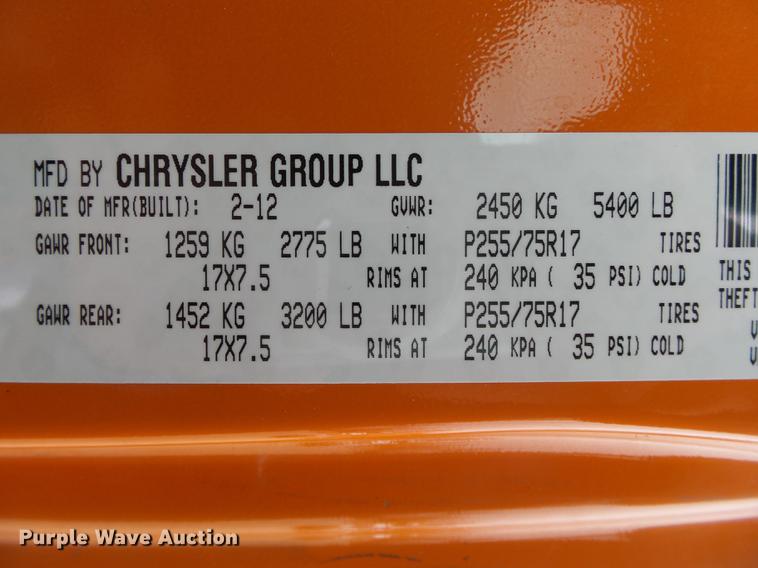 MFD BY CHRYSLER GROUP LLC
DATE OF MFR(BUILT): 2-12 GVWR: 2450 KG 5400 LB
GAWR FRONT: 1259 KG 2775 LB WITH P255/75R17 TIRES
17X7.5 RIMS AT 240 KPA ( 35 PSI) COLD
GAWR REAR: 1452 KG 3200 LB WITH P255/75R17 TIRES
17X7.5 RIMS AT 240 KPA ( 35 PSI) COLD
THIS
THEFT
Purple Wave Auction